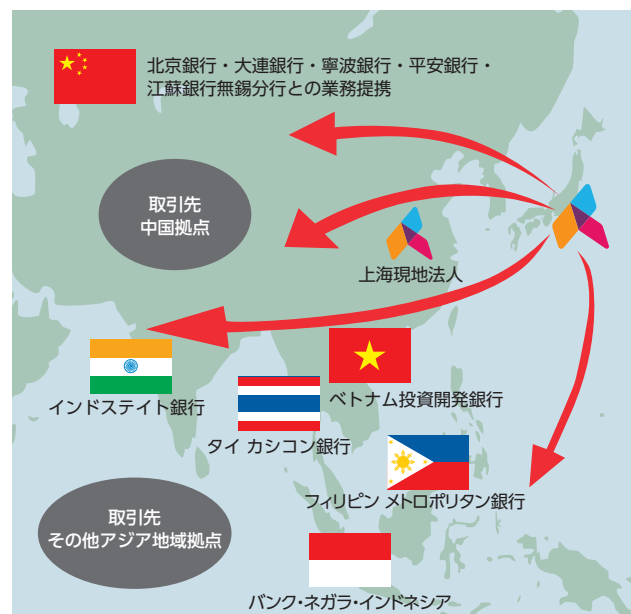 北京銀行・大連銀行・寧波銀行・平安銀行・
江蘇銀行無錫分行との業務提携
取引先
中国拠点
上海現地法人
インドステイト銀行
ベトナム投資開発銀行
タイ カシコン銀行
フィリピン メトロポリタン銀行
取引先
その他アジア地域拠点
バンク・ネガラ・インドネシア